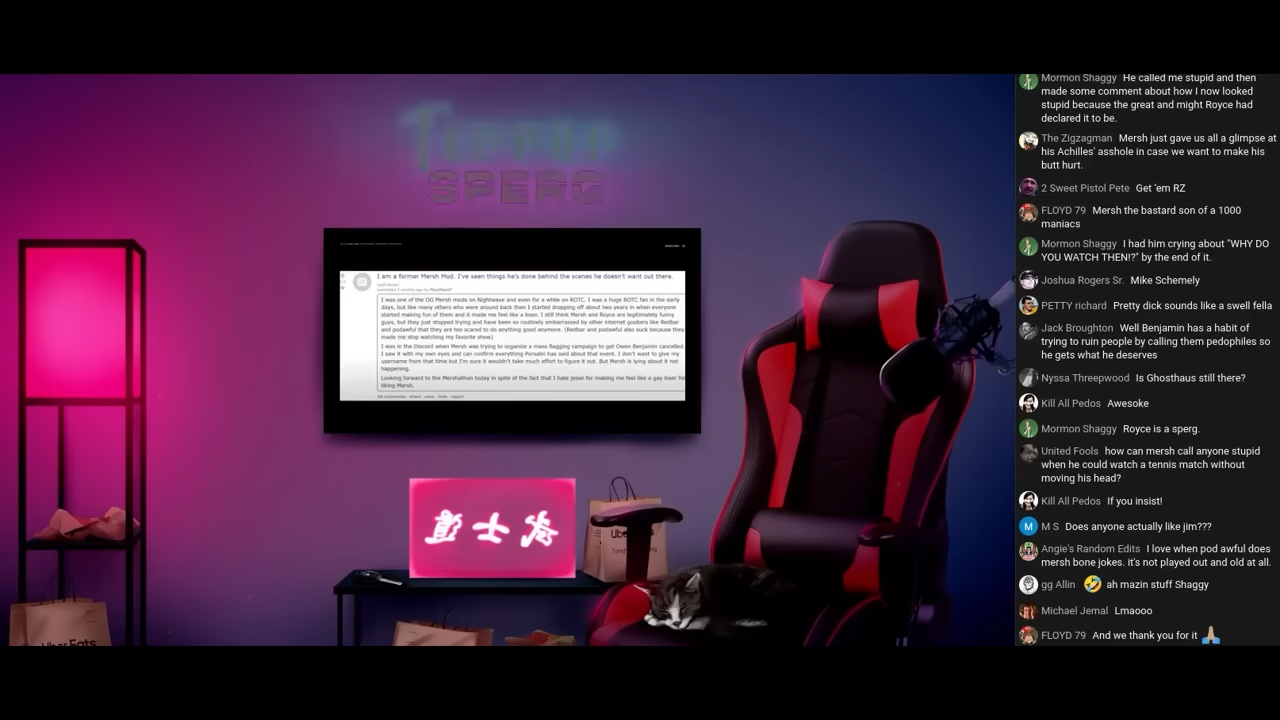 SPERG
I am a former Mersh Mod. I've seen things he's done behind the scenes he doesn't want out there.
I was one of the OG Mersh mods on Nightwave and even for a while on ROTC. I was a huge ROTC fan in the early
days, but like many others who were around back then I started dropping off about two years in when everyone
started making fun of them and it made me feel like a loser. I still think Mersh and Royce are legitimately funny
guys, but they just stopped trying and have been so routinely embarrassed by other internet goobers like Redbar
and podawful that they are too scared to do anything good anymore. (Redbar and podawful also suck because they
made me stop watching my favorite show)
I was in the Discord when Mersh was trying to organize a mass flagging campaign to get Owen Benjamin cancelled.
I saw it with my own eyes and can confirm everything Porsalin has said about that event. I don't want to give my
username from that time but I'm sure it wouldn't take much effort to figure it out. But Mersh is lying about it not
happening.
Looking forward to the Mershathon today in spite of the fact that I hate jesse for making me feel like a gay loser for
liking Mersh.
Uber Eats
Mormon Shaggy He called me stupid and then
made some comment about how I now looked
stupid because the great and might Royce had
declared it to be.
The Zigzagman Mersh just gave us all a glimpse at
his Achilles' asshole in case we want to make his
butt hurt.
2 Sweet Pistol Pete Get 'em RZ
FLOYD 79 Mersh the bastard son of a 1000
maniacs
Mormon Shaggy I had him crying about "WHY DO
YOU WATCH THEN!?" by the end of it.
Joshua Rogers Sr. Mike Schemely
PETTY richard Pretty dick sounds like a swell fella
Jack Broughton Well Benjamin has a habit of
trying to ruin people by calling them pedophiles so
he gets what he deserves
Nyssa Threepwood Is Ghosthaus still there?
Kill All Pedos Awesoke
Mormon Shaggy Royce is a sperg.
United Fools how can mersh call anyone stupid
when he could watch a tennis match without
moving his head?
Kill All Pedos If you insist!
M
M S Does anyone actually like jim???
Angie's Random Edits I love when pod awful does
mersh bone jokes. it's not played out and old at all.
gg Allin 🤣 ah mazin stuff Shaggy
Michael Jemal Lmaooo
FLOYD 79 And we thank you for it 🙏🏼